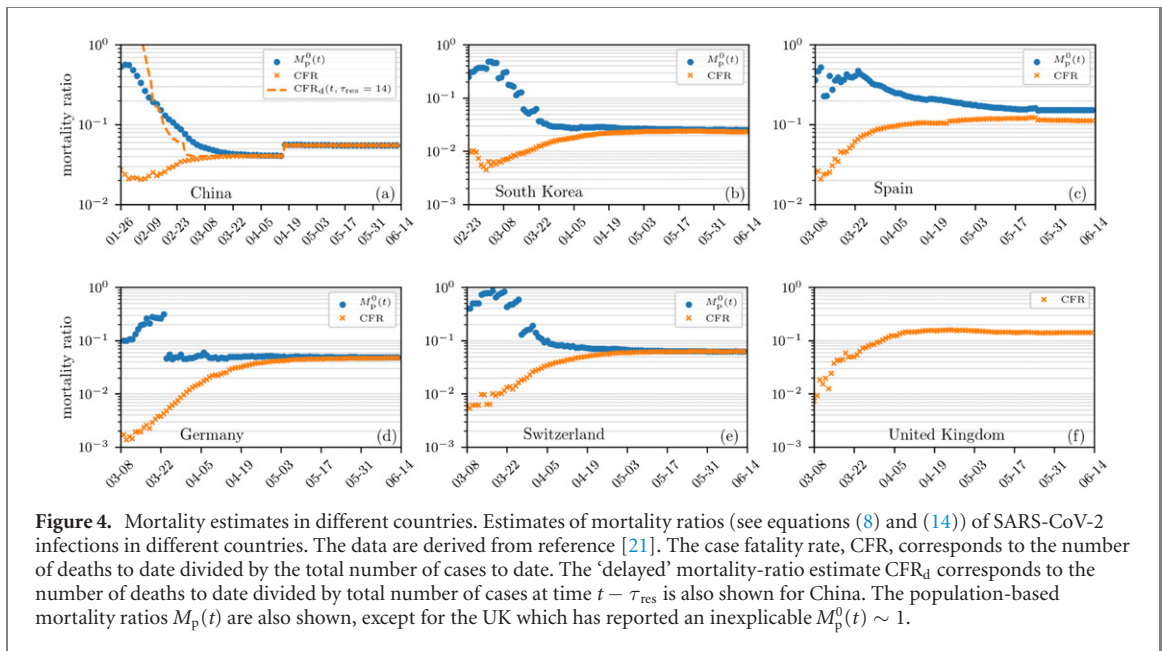 10^0
10^-1
10^-2
mortality ratio
M_p^0(t)
CFR
CFR_d(t, τ_res = 14)
China
(a)
01-26 02-09 02-23 03-08 03-22 04-05 04-19 05-03 05-17 05-31 06-14
10^0
10^-1
10^-2
10^-3
M_p^0(t)
CFR
South Korea
(b)
02-23 03-08 03-22 04-05 04-19 05-03 05-17 05-31 06-14
10^0
10^-1
10^-2
M_p^0(t)
CFR
Spain
(c)
03-08 03-22 04-05 04-19 05-03 05-17 05-31 06-14
10^0
10^-1
10^-2
10^-3
mortality ratio
M_p^0(t)
CFR
Germany
(d)
03-08 03-22 04-05 04-19 05-03 05-17 05-31 06-14
10^0
10^-1
10^-2
10^-3
M_p^0(t)
CFR
Switzerland
(e)
03-08 03-22 04-05 04-19 05-03 05-17 05-31 06-14
10^0
10^-1
10^-2
10^-3
CFR
United Kingdom
(f)
03-08 03-22 04-05 04-19 05-03 05-17 05-31 06-14
Figure 4. Mortality estimates in different countries. Estimates of mortality ratios (see equations (8) and (14)) of SARS-CoV-2
infections in different countries. The data are derived from reference [21]. The case fatality rate, CFR, corresponds to the number
of deaths to date divided by the total number of cases to date. The ‘delayed’ mortality-ratio estimate CFR_d corresponds to the
number of deaths to date divided by total number of cases at time t − τ_res is also shown for China. The population-based
mortality ratios M_p(t) are also shown, except for the UK which has reported an inexplicable M_p^0(t) ∼ 1.